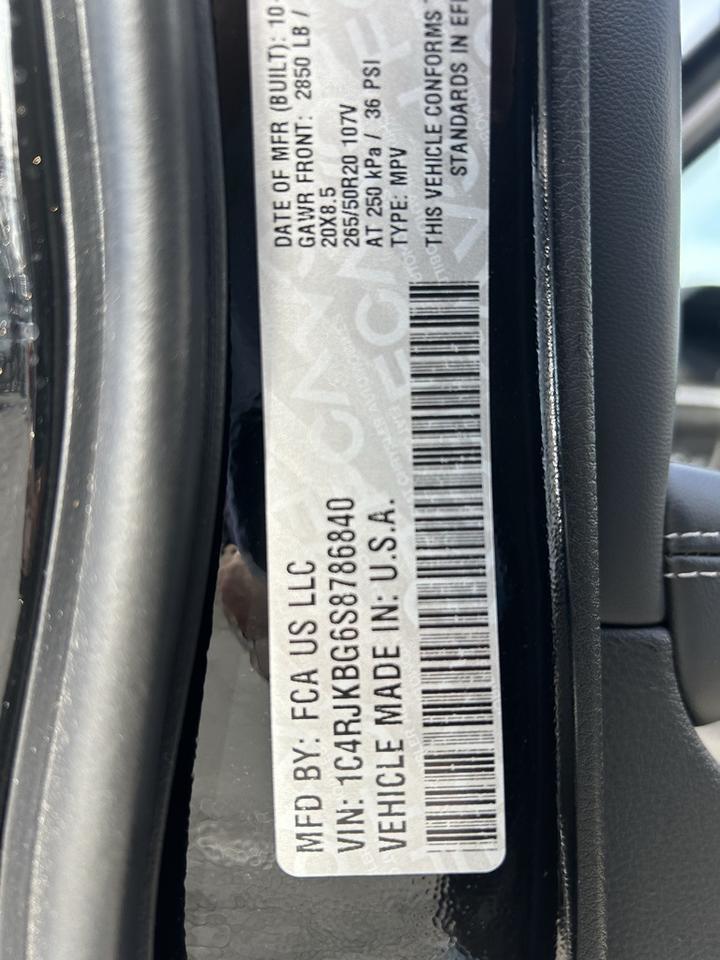 MFD BY: FCA US LLC
VIN: 1C4RJKBG6S8786840
VEHICLE MADE IN: U.S.A.
DATE OF MFR (BUILT): 10-
GAWR FRONT: 2850 LB /
20X8.5
265/50R20 107V
AT 250 kPa / 36 PSI
TYPE: MPV
THIS VEHICLE CONFORMS
STANDARDS IN EFF